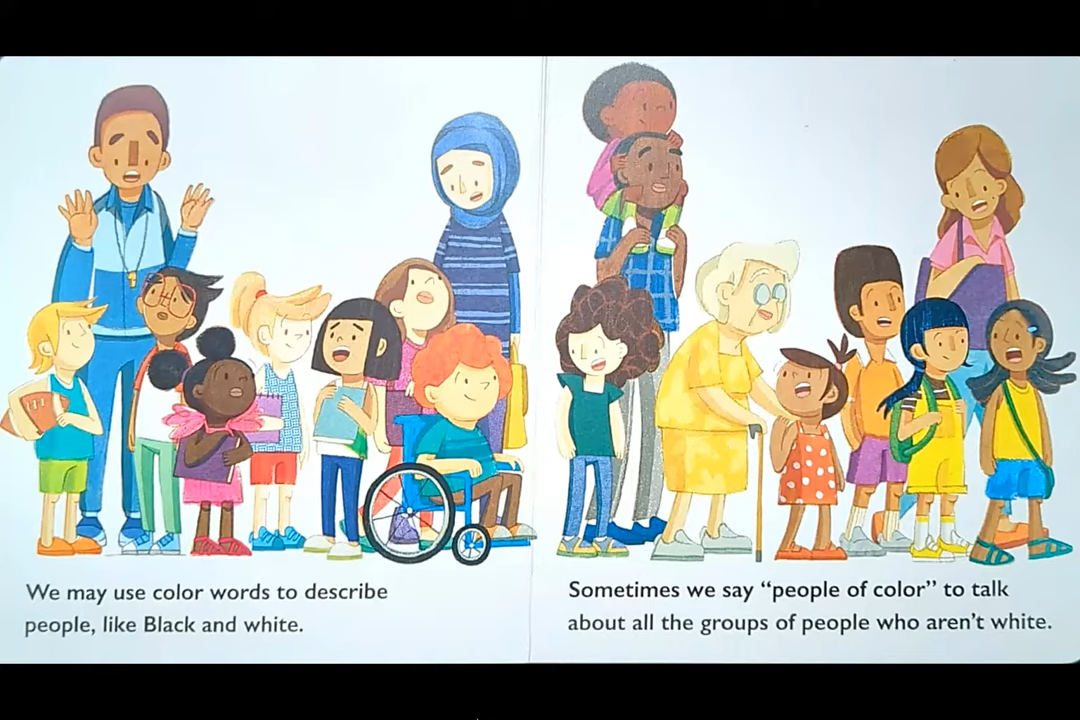 We may use color words to describe
people, like Black and white.
Sometimes we say “people of color” to talk
about all the groups of people who aren’t white.